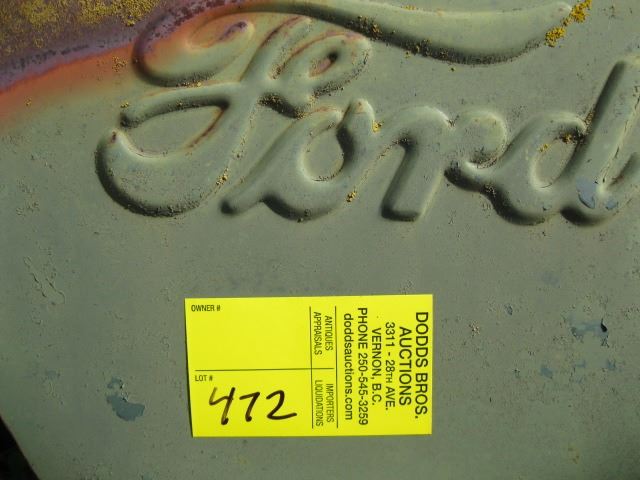 Ford
OWNER #
LOT #
472
ANTIQUES
APPRAISALS
IMPORTERS
LIQUIDATIONS
DODDS BROS.
AUCTIONS
3311 - 28TH AVE.
VERNON, B.C.
PHONE 250-545-3259
doddsauctions.com